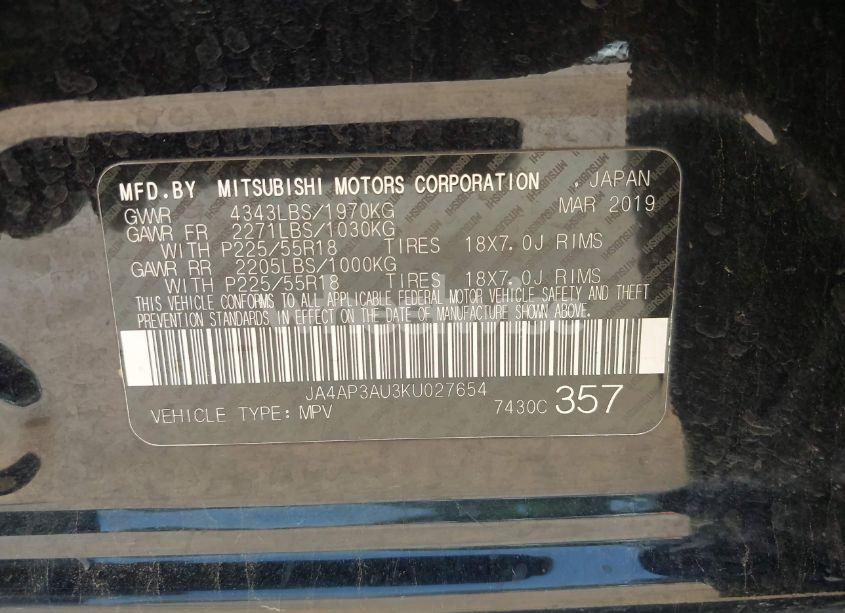 MFD.BY MITSUBISHI MOTORS CORPORATION , JAPAN
GVWR 4343LBS/1970KG MAR 2019
GAWR FR 2271LBS/1030KG
WITH P225/55R18 TIRES 18X7.0J RIMS
GAWR RR 2205LBS/1000KG
WITH P225/55R18 TIRES 18X7.0J RIMS
THIS VEHICLE CONFORMS TO ALL APPLICABLE FEDERAL MOTOR VEHICLE SAFETY AND THEFT
PREVENTION STANDARDS IN EFFECT ON THE DATE OF MANUFACTURE SHOWN ABOVE.
JA4AP3AU3KU027654
VEHICLE TYPE: MPV 7430C 357